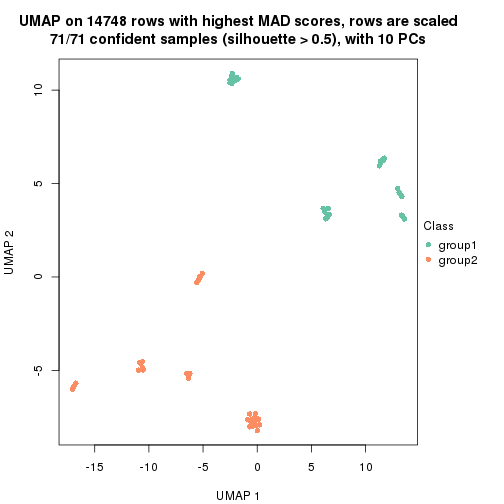 UMAP on 14748 rows with highest MAD scores, rows are scaled
71/71 confident samples (silhouette > 0.5), with 10 PCs
10
5
0
-5
UMAP 2
Class
group1
group2
-15
-10
-5
0
5
10
UMAP 1